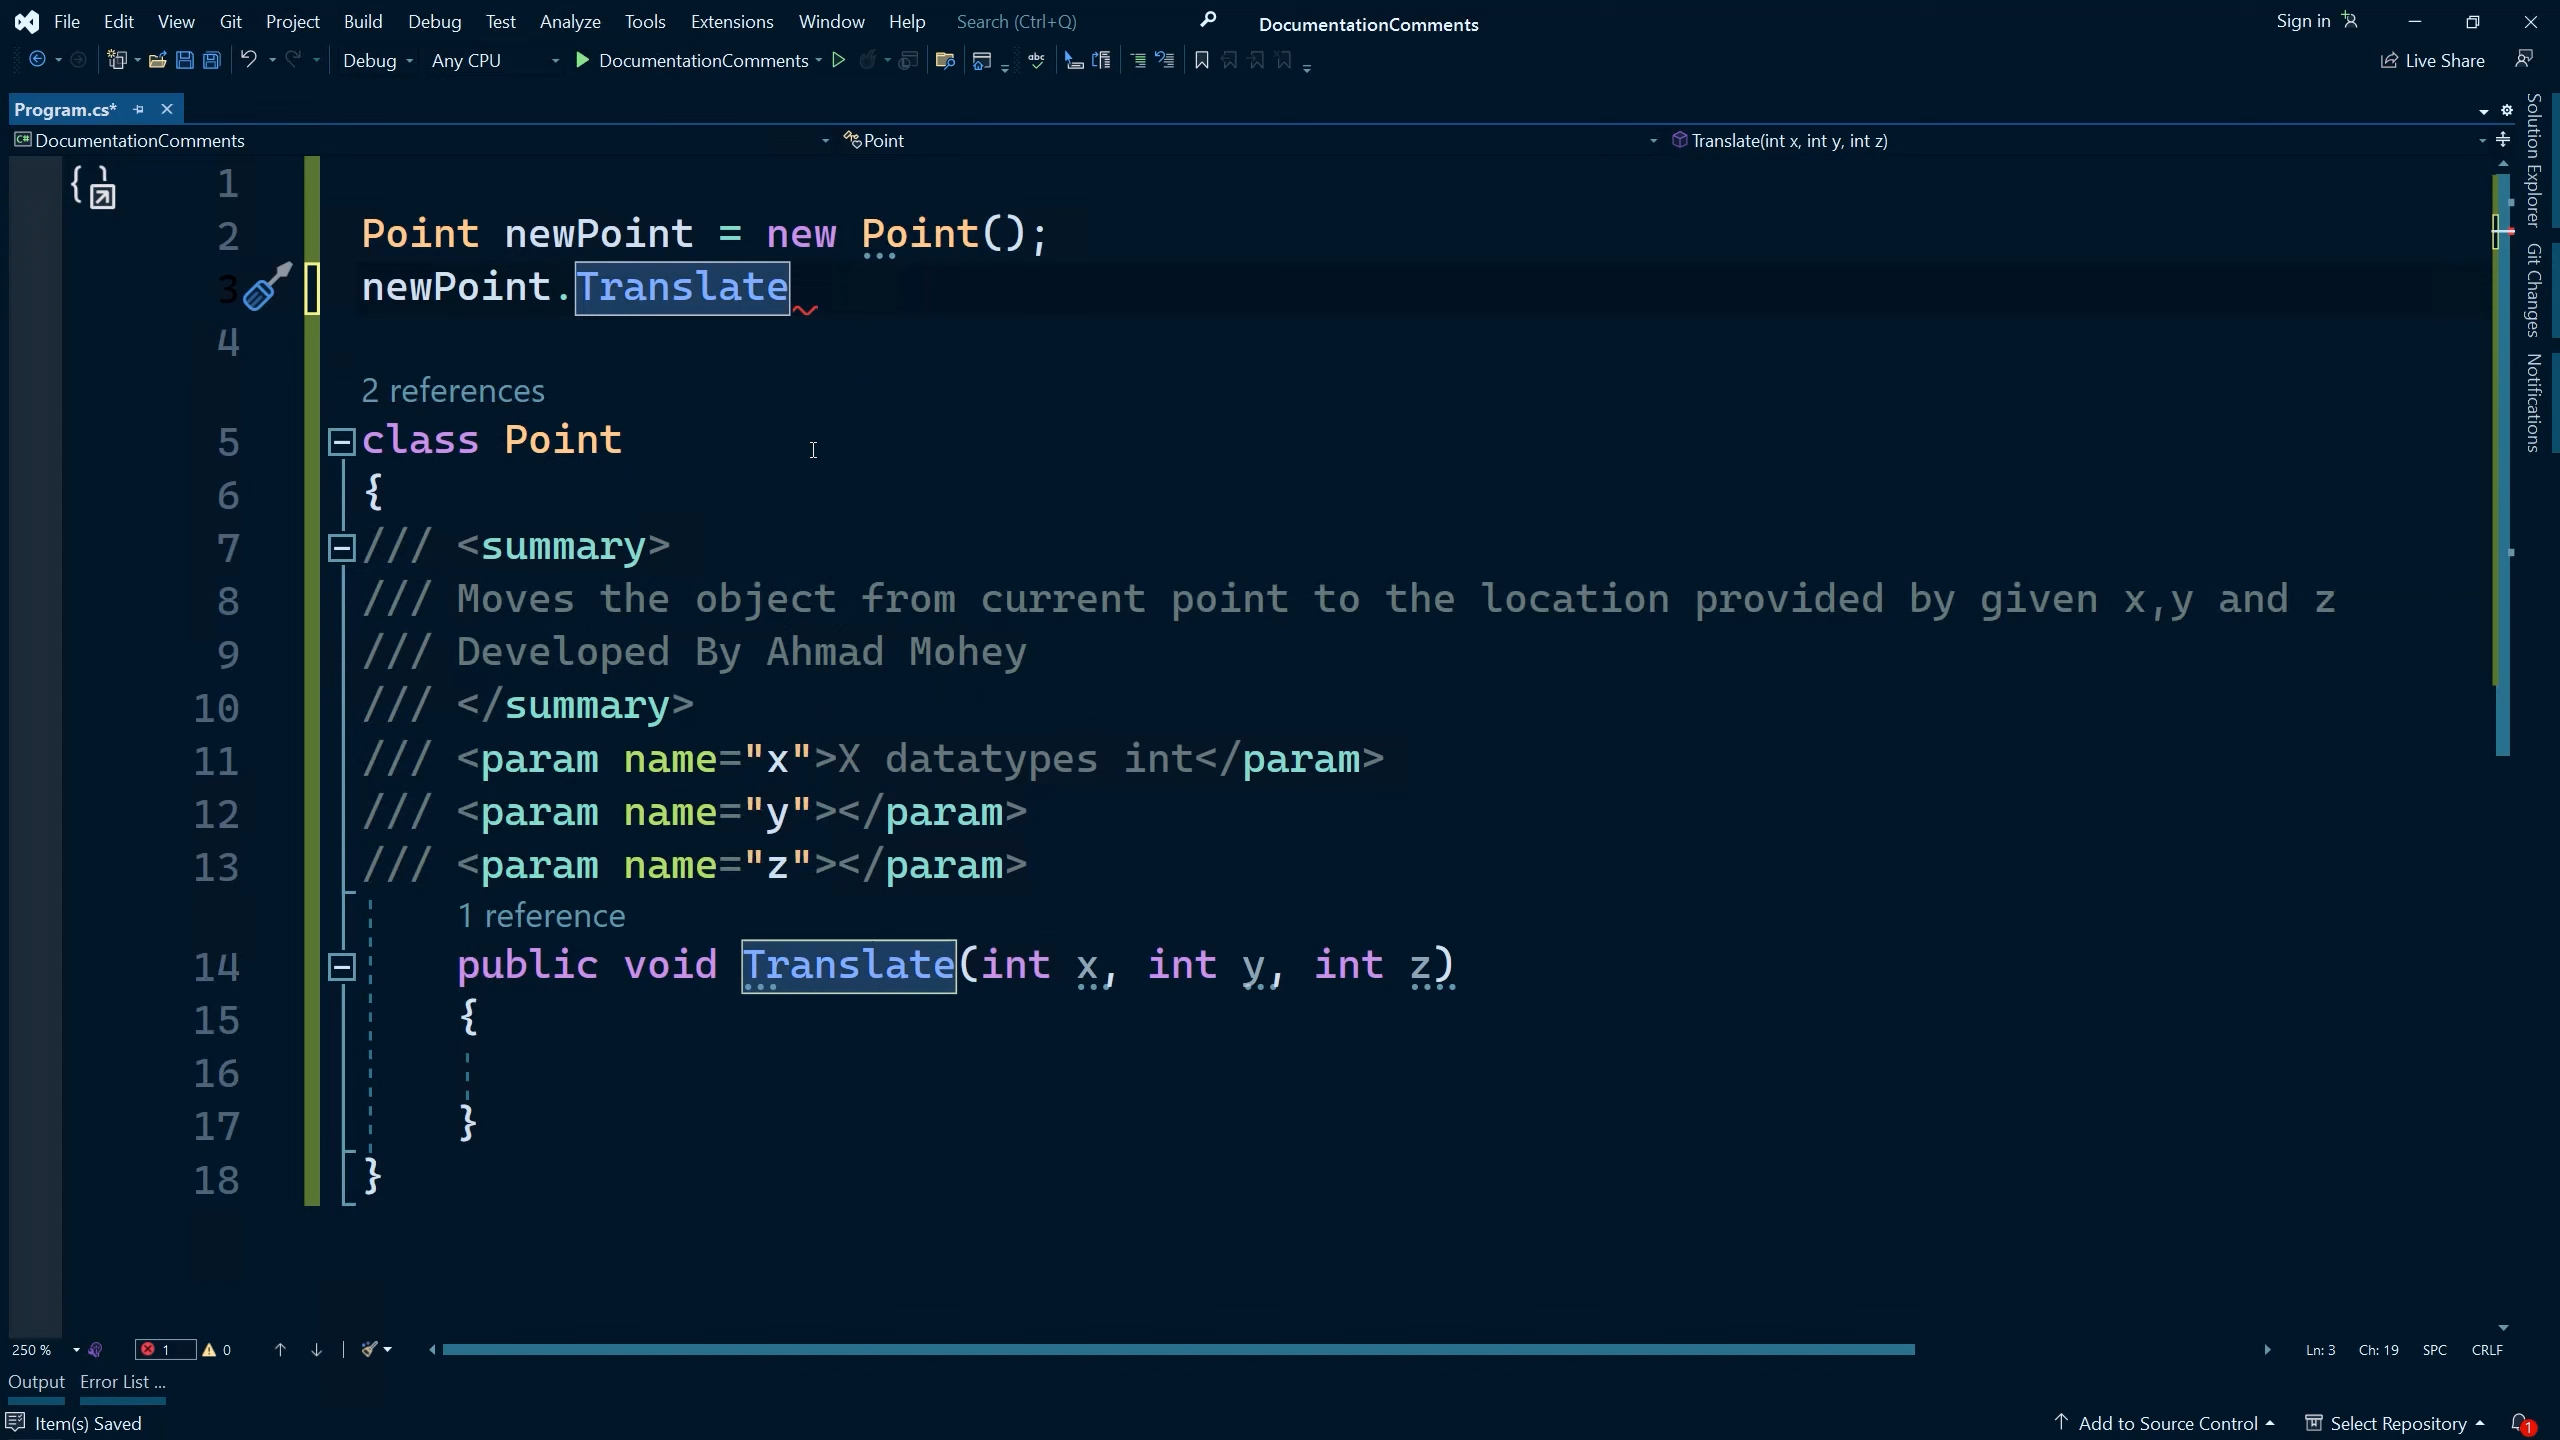 File Edit View Git Project Build Debug Test Analyze Tools Extensions Window Help Search (Ctrl+Q) DocumentationComments Sign in
Debug Any CPU DocumentationComments Live Share
Program.cs*
DocumentationComments Point Translate(int x, int y, int z)
1
2 Point newPoint = new Point();
3 newPoint.Translate
4
2 references
5 class Point
6 {
7 /// <summary>
8 /// Moves the object from current point to the location provided by given x,y and z
9 /// Developed By Ahmad Mohey
10 /// </summary>
11 /// <param name="x">X datatypes int</param>
12 /// <param name="y"></param>
13 /// <param name="z"></param>
1 reference
14 public void Translate(int x, int y, int z)
15 {
16
17 }
18 }
Solution Explorer
Git Changes
Notifications
250 % 1 0 Ln: 3 Ch: 19 SPC CRLF
Output Error List ...
Item(s) Saved Add to Source Control Select Repository 1